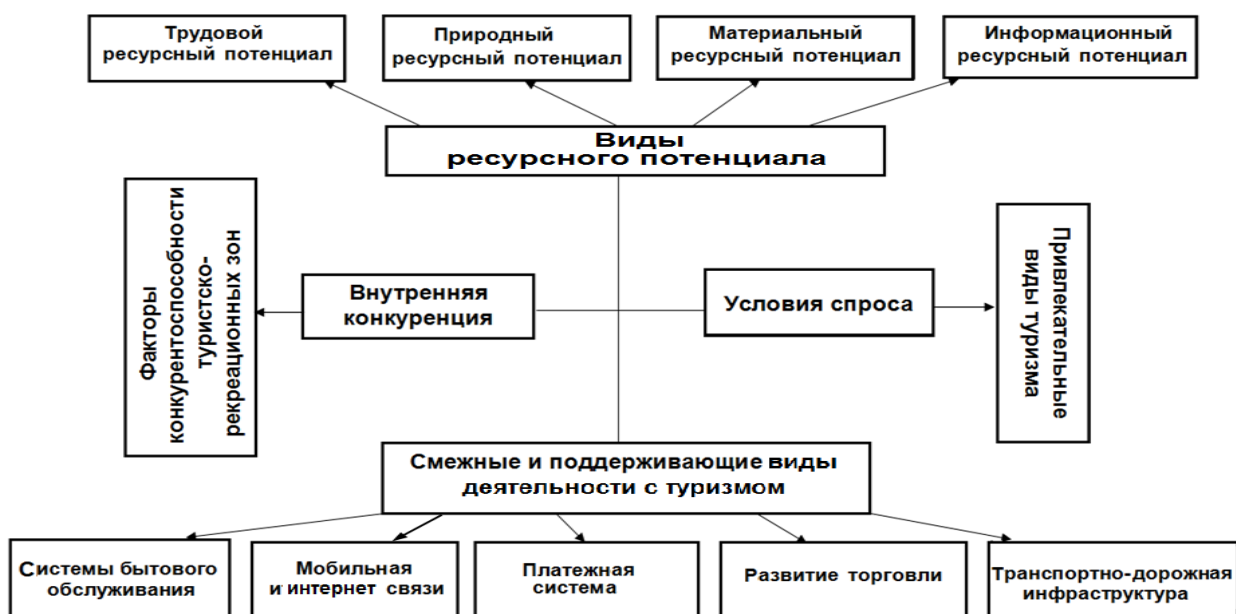 Трудовой
ресурсный потенциал
Природный
ресурсный потенциал
Материальный
ресурсный потенциал
Информационный
ресурсный потенциал
Виды
ресурсного потенциала
Факторы
конкурентоспособности
туристско-
рекреационных зон
Внутренняя
конкуренция
Условия спроса
Привлекательные
виды туризма
Смежные и поддерживающие виды
деятельности с туризмом
Системы бытового
обслуживания
Мобильная
и интернет связи
Платежная
система
Развитие торговли
Транспортно-дорожная
инфраструктура